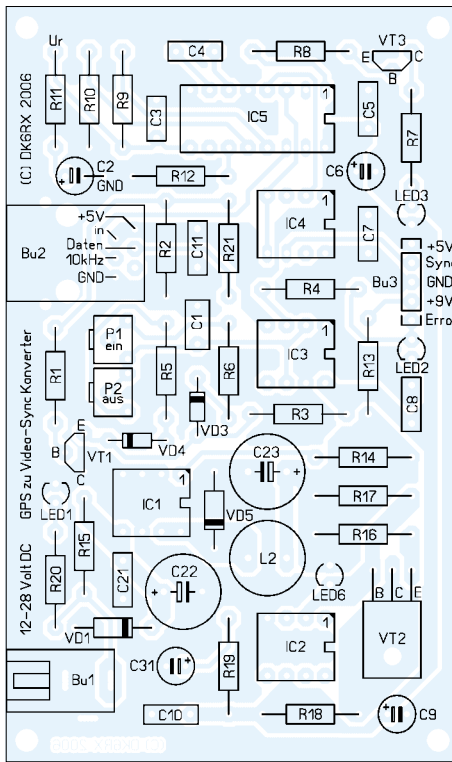 VT3
Ur
C4
R8
E
C
B
R11
R10
R9
C3
IC5
1
C5
R7
(C) DK6RX 2006
C2
GND
R12
C6
LED3
1
IC4
C7
+5V
in
Daten
10kHz
GND
Bu2
R2
C11
R21
+5V
Sync
GND
+9V
Error
Bu3
R4
C1
P1
ein
1
IC3
LED2
R1
P2
aus
R5
R6
R13
VD3
R3
C8
GPS zu Video-Sync Konverter
E
B
VT1
C
VD4
C23
R14
1
IC1
VD5
R17
LED1
R15
R16
L2
12-28 Volt DC
R20
C21
C22
LED6
B
C
E
VD1
1
IC2
VT2
Bu1
C31
R19
C10
R18
C9